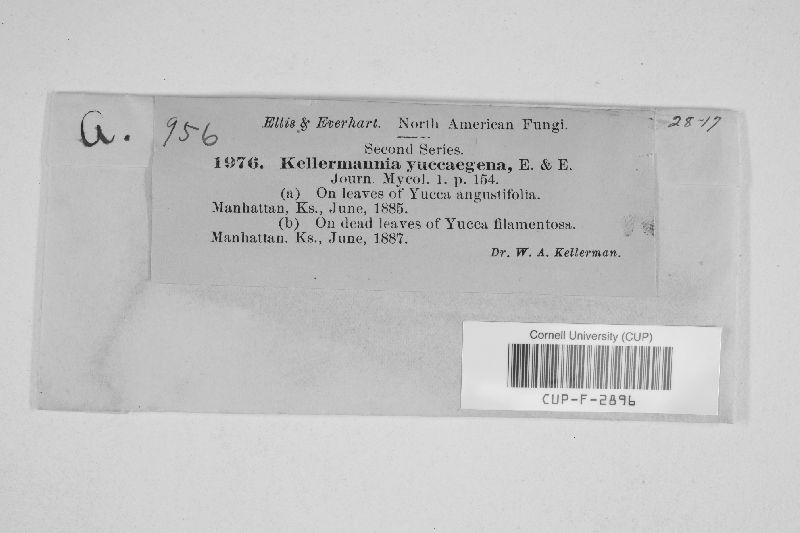 a. 956
28-17
Ellis & Everhart. North American Fungi.
Second Series.
1976. Kellermannia yuccaegena, E. & E.
Journ. Mycol. 1. p. 154.
(a) On leaves of Yucca angustifolia.
Manhattan, Ks., June, 1885.
(b) On dead leaves of Yucca filamentosa.
Manhattan. Ks., June, 1887.
Dr. W. A. Kellerman.
Cornell University (CUP)
CUP-F-2896